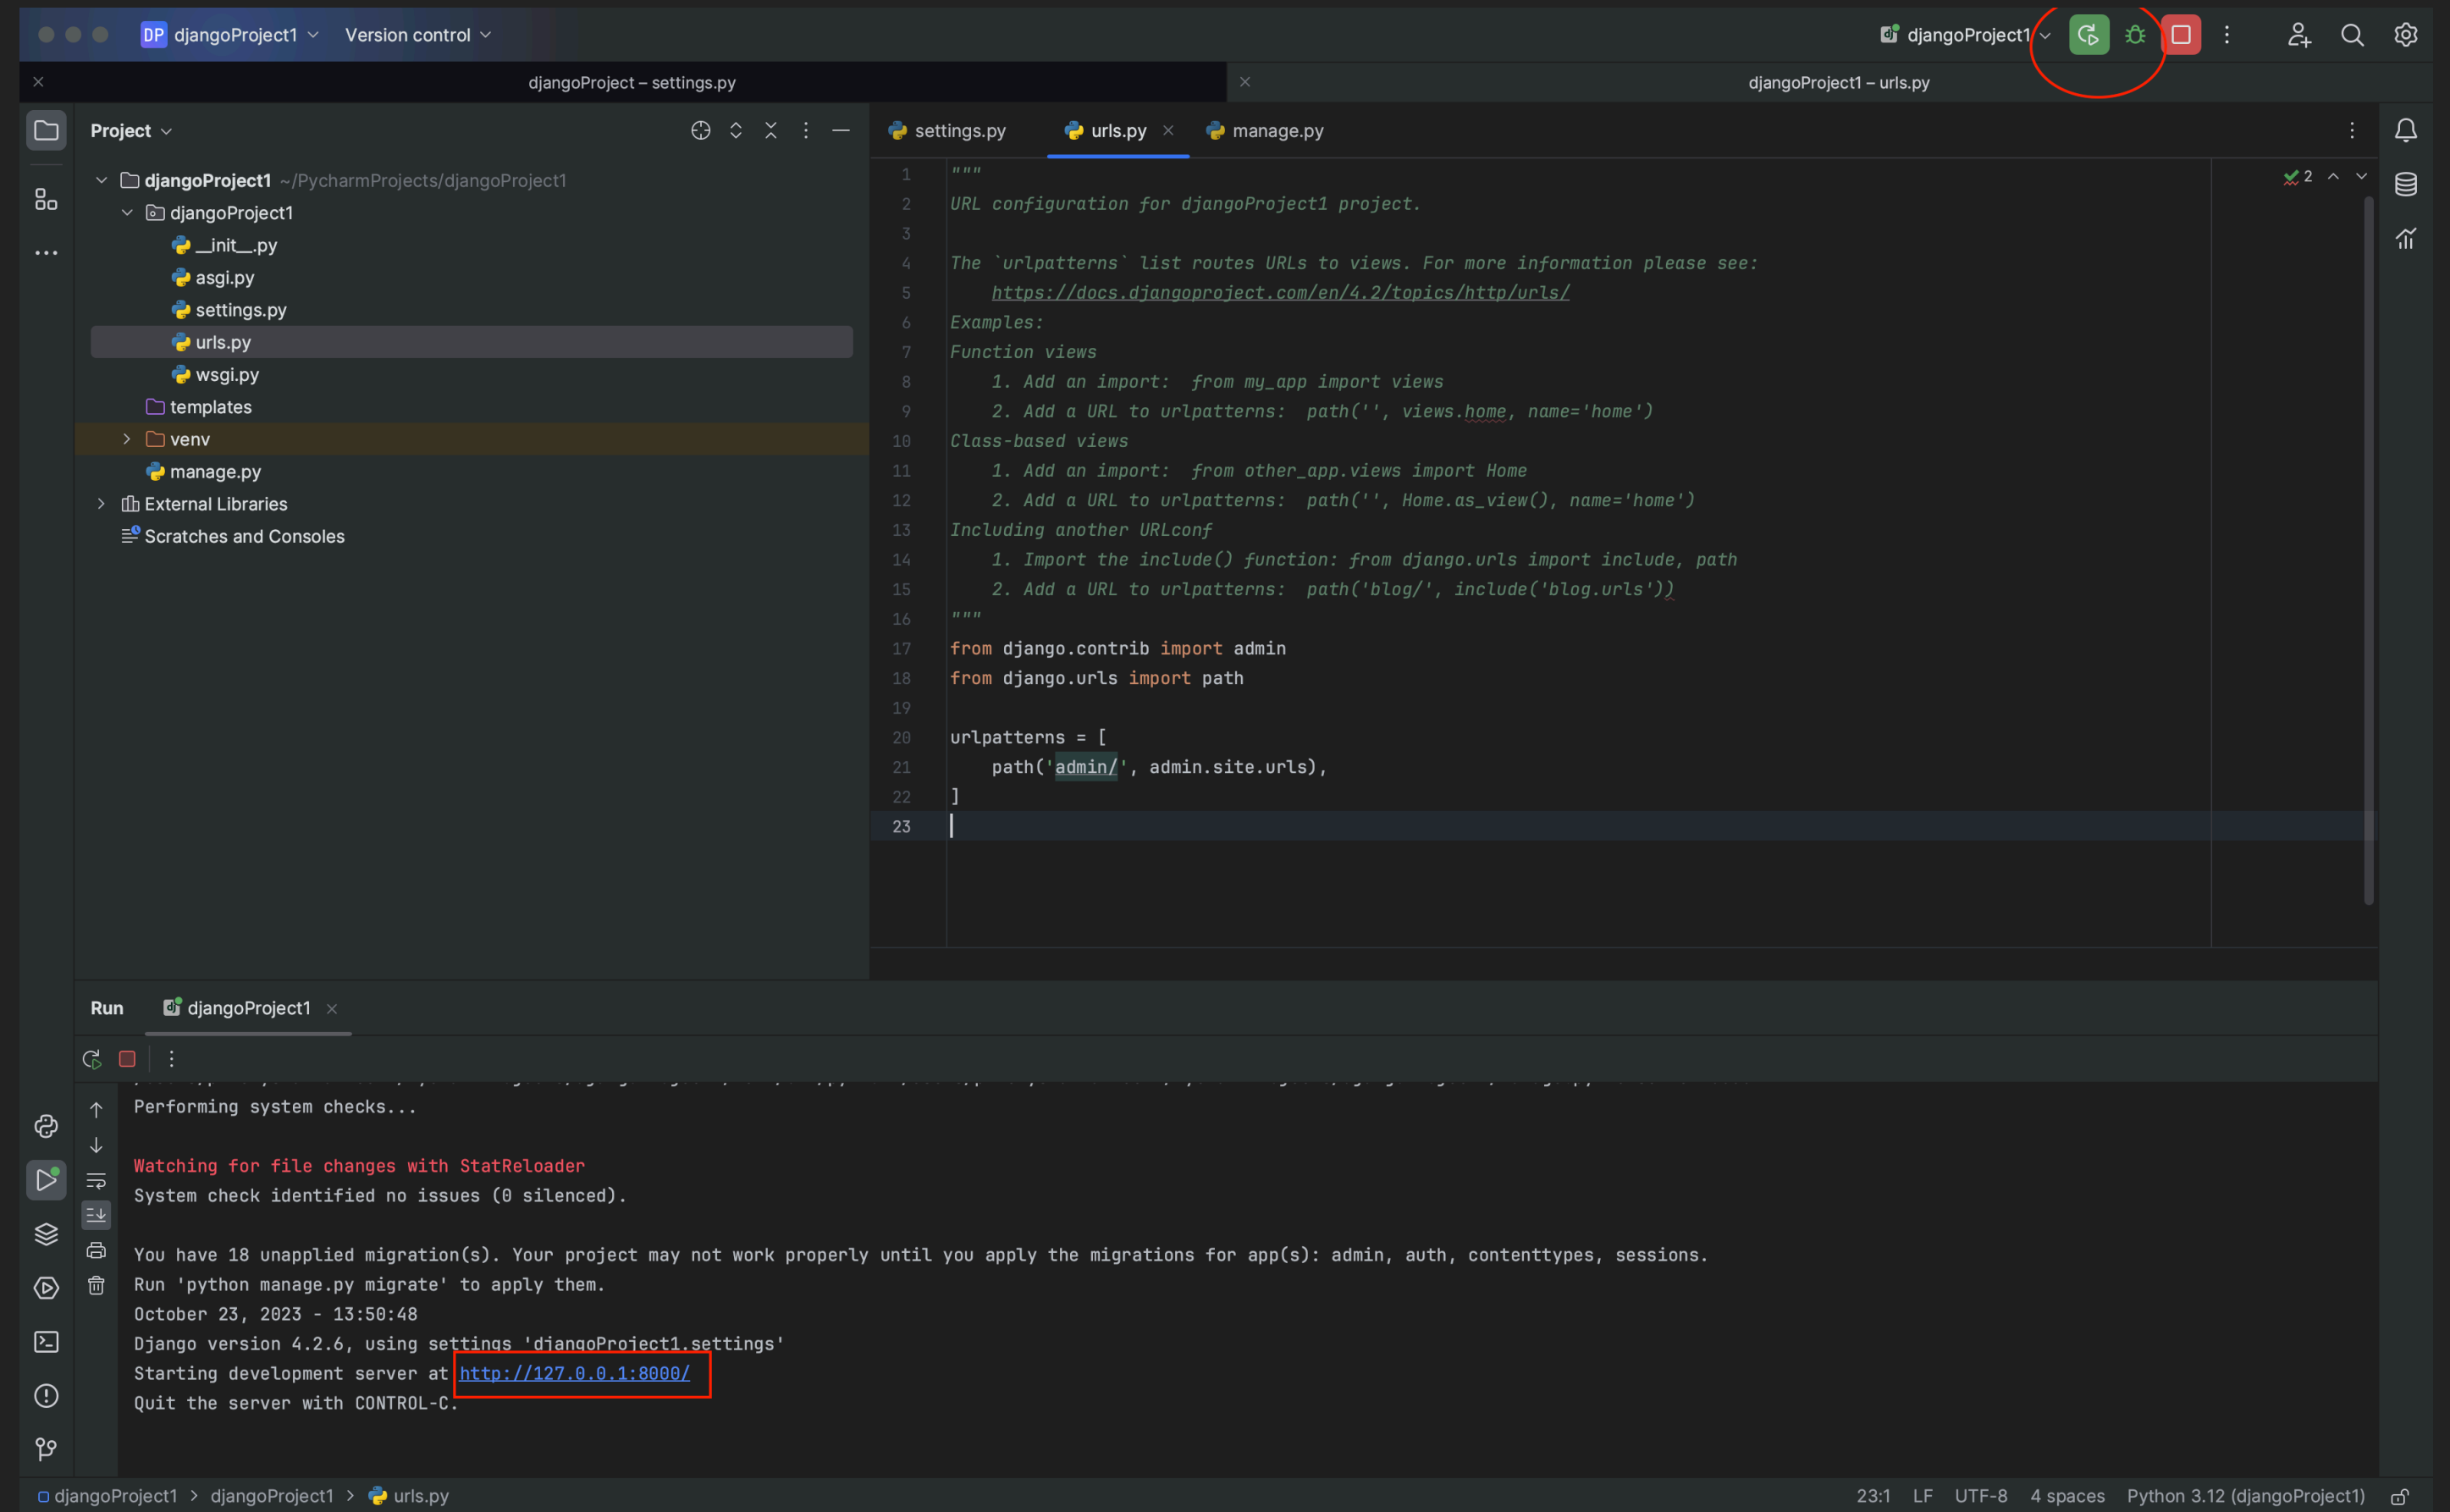 DP djangoProject1 Version control djangoProject1
djangoProject – settings.py djangoProject1 – urls.py
Project
djangoProject1 ~/PycharmProjects/djangoProject1
djangoProject1
__init__.py
asgi.py
settings.py
urls.py
wsgi.py
templates
venv
manage.py
External Libraries
Scratches and Consoles
settings.py urls.py manage.py
2
1 """
2 URL configuration for djangoProject1 project.
3
4 The `urlpatterns` list routes URLs to views. For more information please see:
5 https://docs.djangoproject.com/en/4.2/topics/http/urls/
6 Examples:
7 Function views
8 1. Add an import:  from my_app import views
9 2. Add a URL to urlpatterns:  path('', views.home, name='home')
10 Class-based views
11 1. Add an import:  from other_app.views import Home
12 2. Add a URL to urlpatterns:  path('', Home.as_view(), name='home')
13 Including another URLconf
14 1. Import the include() function: from django.urls import include, path
15 2. Add a URL to urlpatterns:  path('blog/', include('blog.urls'))
16 """
17 from django.contrib import admin
18 from django.urls import path
19
20 urlpatterns = [
21 path('admin/', admin.site.urls),
22 ]
23
Run djangoProject1
Performing system checks...
Watching for file changes with StatReloader
System check identified no issues (0 silenced).
You have 18 unapplied migration(s). Your project may not work properly until you apply the migrations for app(s): admin, auth, contenttypes, sessions.
Run 'python manage.py migrate' to apply them.
October 23, 2023 - 13:50:48
Django version 4.2.6, using settings 'djangoProject1.settings'
Starting development server at http://127.0.0.1:8000/
Quit the server with CONTROL-C.
djangoProject1 > djangoProject1 > urls.py 23:1 LF UTF-8 4 spaces Python 3.12 (djangoProject1)